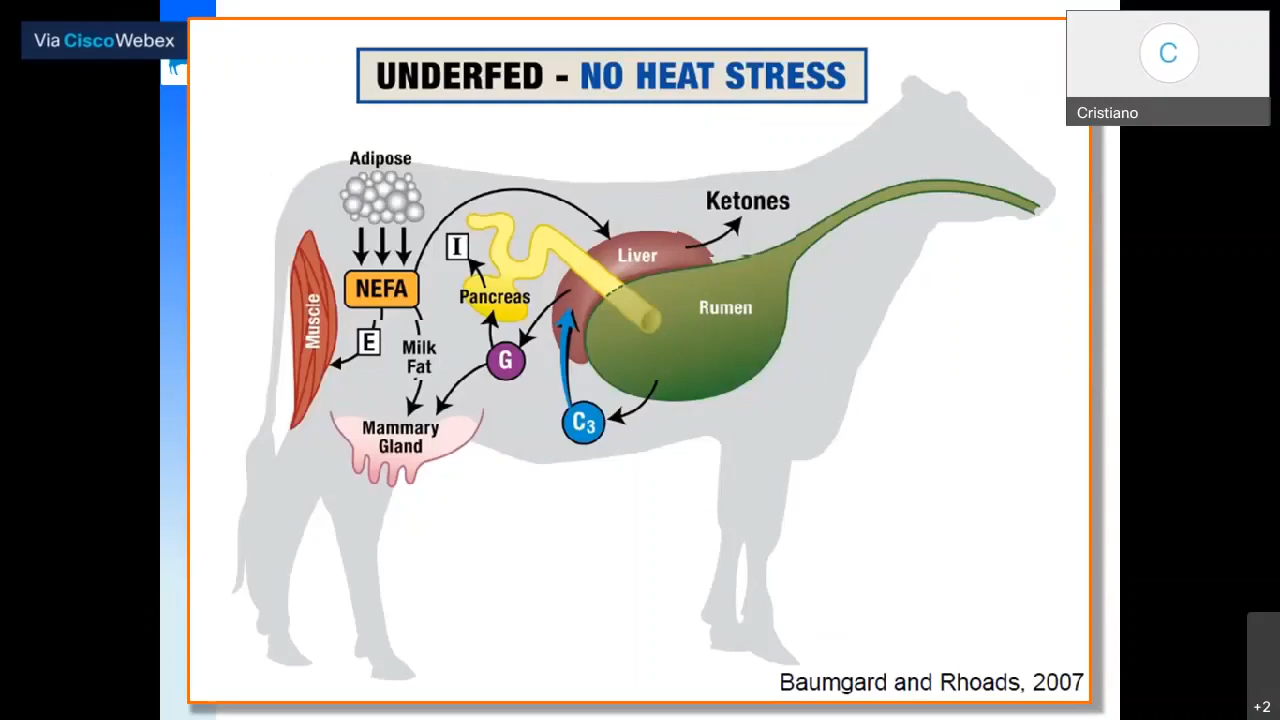 Via CiscoWebex
C
Cristiano
UNDERFED - NO HEAT STRESS
Adipose
Ketones
I
Liver
NEFA
Pancreas
Rumen
Muscle
E
Milk
Fat
G
C₃
Mammary
Gland
Baumgard and Rhoads, 2007
+2